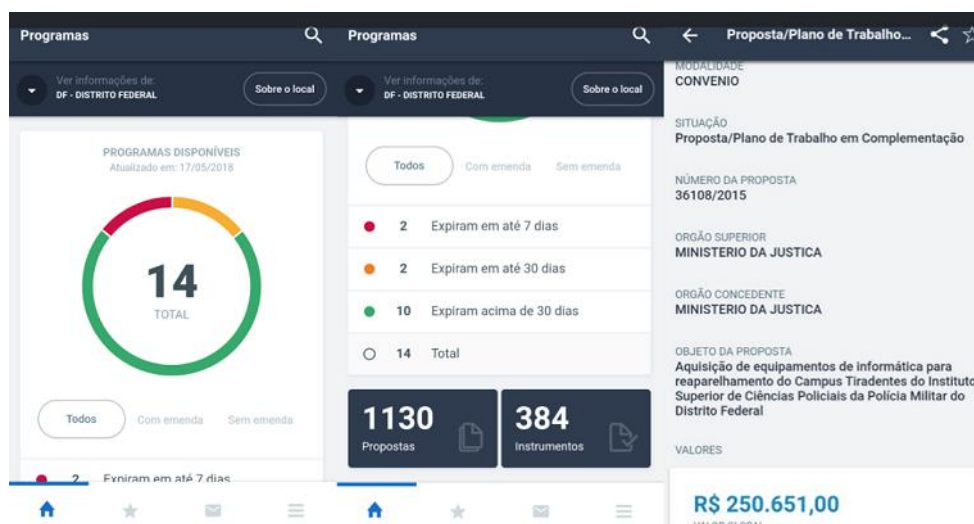 Programas
Ver informações de:
DF - DISTRITO FEDERAL
Sobre o local
PROGRAMAS DISPONÍVEIS
Atualizado em: 17/05/2018
14
TOTAL
Todos
Com emenda
Sem emenda
2 Expiram em até 7 dias
Programas
Ver informações de:
DF - DISTRITO FEDERAL
Sobre o local
Todos
Com emenda
Sem emenda
2 Expiram em até 7 dias
2 Expiram em até 30 dias
10 Expiram acima de 30 dias
14 Total
1130
Propostas
384
Instrumentos
Proposta/Plano de Trabalho...
MODALIDADE
CONVENIO
SITUAÇÃO
Proposta/Plano de Trabalho em Complementação
NÚMERO DA PROPOSTA
36108/2015
ORGÃO SUPERIOR
MINISTERIO DA JUSTICA
ORGÃO CONCEDENTE
MINISTERIO DA JUSTICA
OBJETO DA PROPOSTA
Aquisição de equipamentos de informática para
reaparelhamento do Campus Tiradentes do Instituto
Superior de Ciências Policiais da Polícia Militar do
Distrito Federal
VALORES
R$ 250.651,00
VALOR GLOBAL